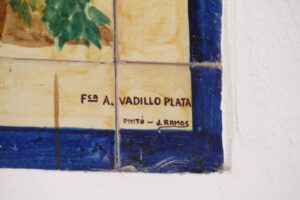 Fca A. VADILLO PLATA
PINTÓ - J. RAMOS